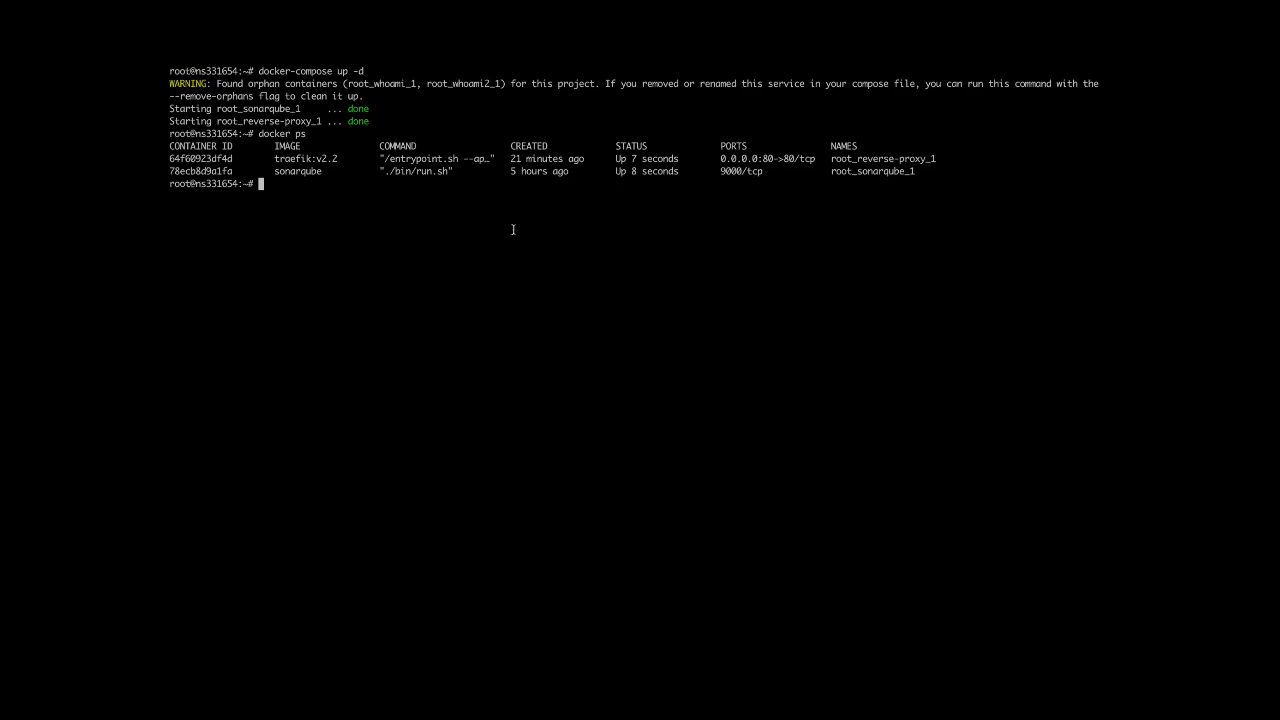 root@ns331654:~# docker-compose up -d
WARNING: Found orphan containers (root_whoami_1, root_whoami2_1) for this project. If you removed or renamed this service in your compose file, you can run this command with the
--remove-orphans flag to clean it up.
Starting root_sonarqube_1     ... done
Starting root_reverse-proxy_1 ... done
root@ns331654:~# docker ps
CONTAINER ID        IMAGE               COMMAND                  CREATED             STATUS              PORTS                NAMES
64f60923df4d        traefik:v2.2        "/entrypoint.sh --ap…"   21 minutes ago      Up 7 seconds        0.0.0.0:80->80/tcp   root_reverse-proxy_1
78ecb8d9a1fa        sonarqube           "./bin/run.sh"           5 hours ago         Up 8 seconds        9000/tcp             root_sonarqube_1
root@ns331654:~#